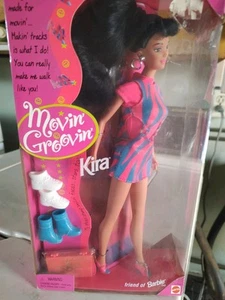 made for
movin'...
Makin' tracks
is what I do!
You can really
make me walk
like you!
Movin'
Groovin'
Kira
friend of Barbie
MATTEL